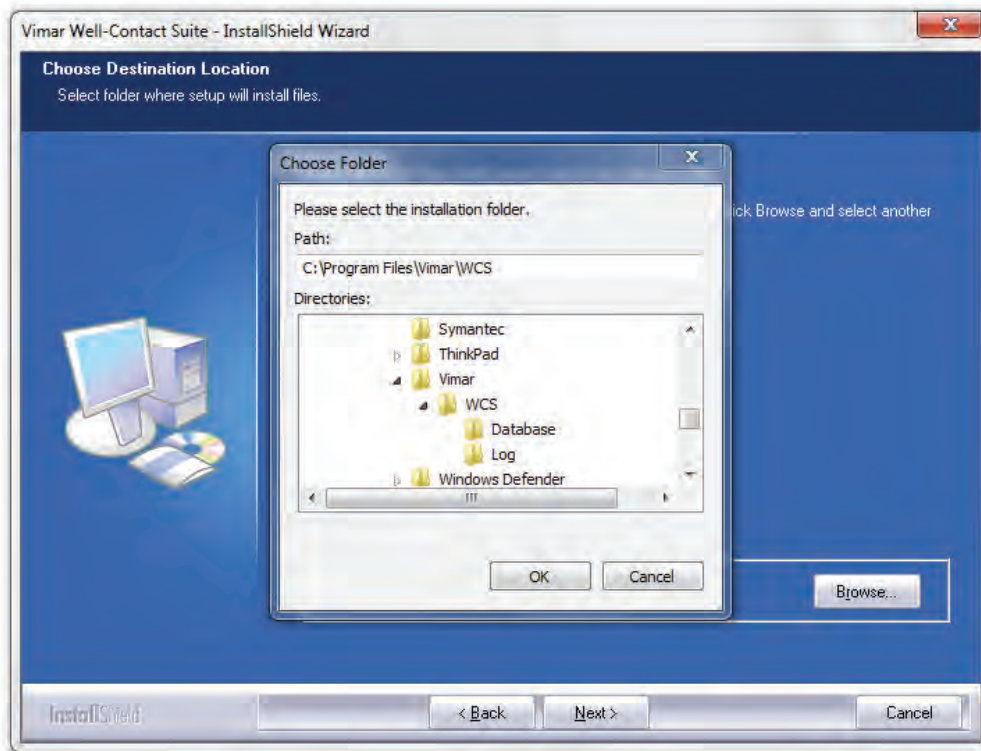 Vimar Well-Contact Suite - InstallShield Wizard
Choose Destination Location
Select folder where setup will install files.
Choose Folder
Please select the installation folder.
ick Browse and select another
Path:
C:\Program Files\Vimar\WCS
Directories:
Symantec
ThinkPad
Vimar
WCS
Database
Log
Windows Defender
OK
Cancel
Browse...
InstallShield
< Back
Next >
Cancel